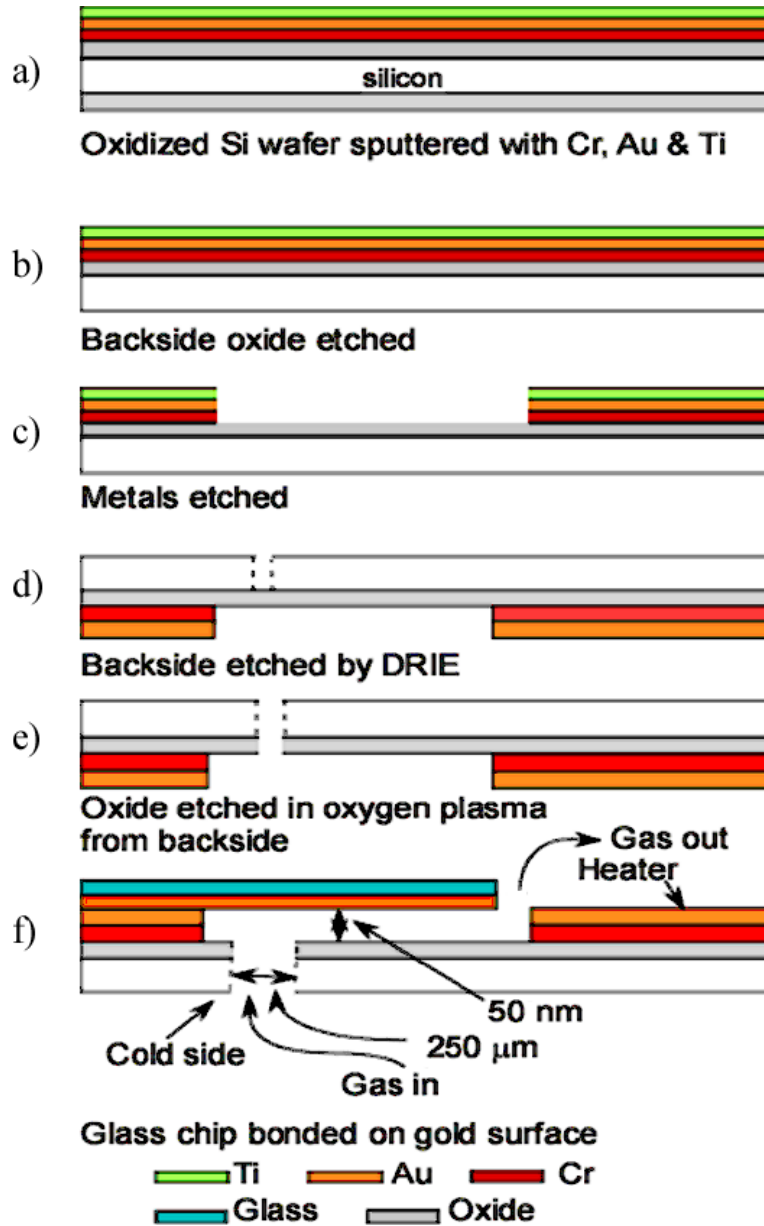 a)
silicon
Oxidized Si wafer sputtered with Cr, Au & Ti
b)
Backside oxide etched
c)
Metals etched
d)
Backside etched by DRIE
e)
Oxide etched in oxygen plasma
from backside
Gas out
Heater
f)
50 nm
Cold side
250 μm
Gas in
Glass chip bonded on gold surface
Ti Au Cr
Glass Oxide